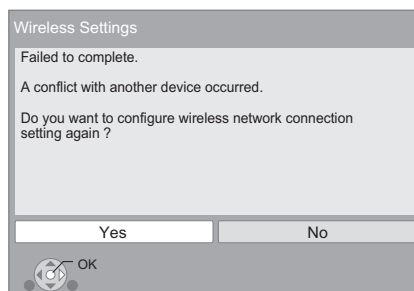 Wireless Settings
Failed to complete.
A conflict with another device occurred.
Do you want to configure wireless network connection
setting again ?
Yes
No
OK